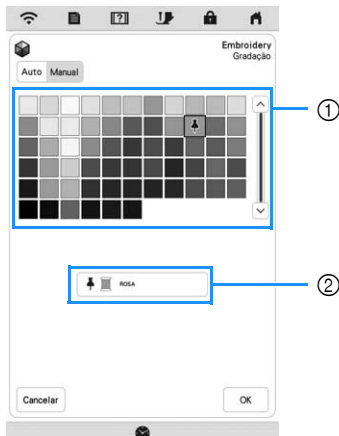 Embroidery
Gradação
Auto Manual
①
② 
ROSA
Cancelar OK